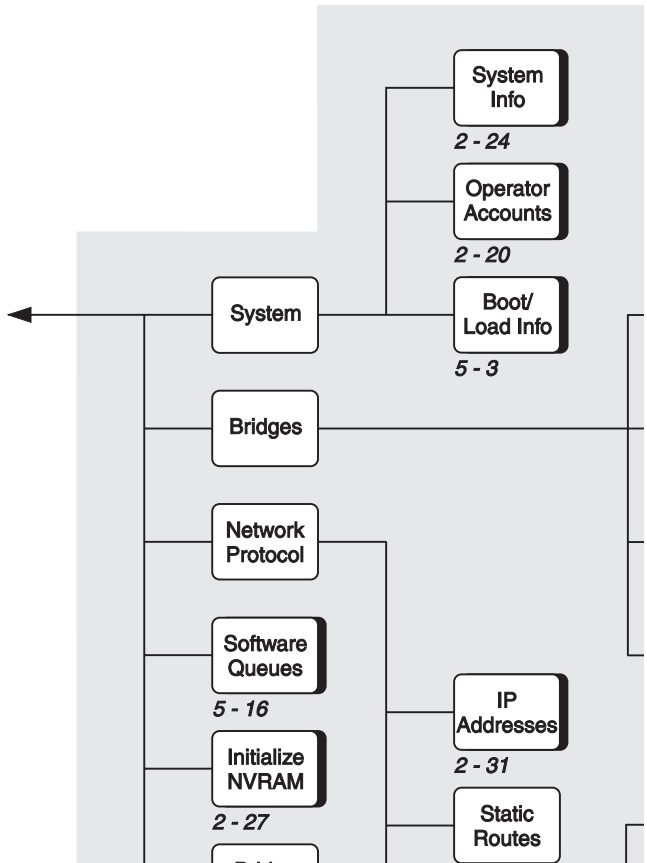 System
Info
2 - 24
Operator
Accounts
2 - 20
System
Boot/
Load Info
5 - 3
Bridges
Network
Protocol
Software
Queues
5 - 16
IP
Addresses
2 - 31
Initialize
NVRAM
2 - 27
Static
Routes